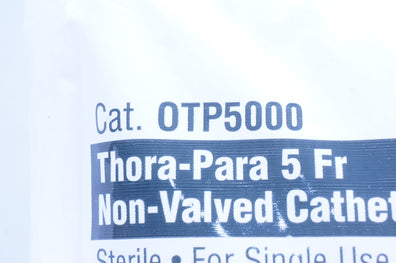 Cat. OTP5000
Thora-Para 5 Fr
Non-Valved Cathet
Sterile • For Single Use